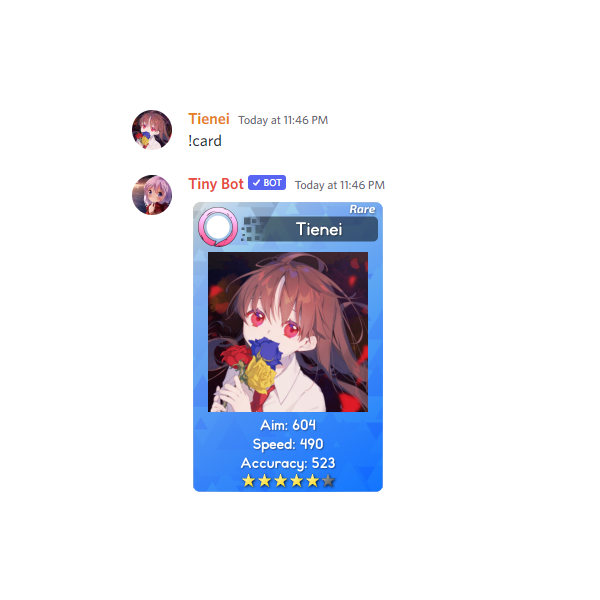 Tienei Today at 11:46 PM
!card
Tiny Bot BOT Today at 11:46 PM
Rare
Tienei
Aim: 604
Speed: 490
Accuracy: 523